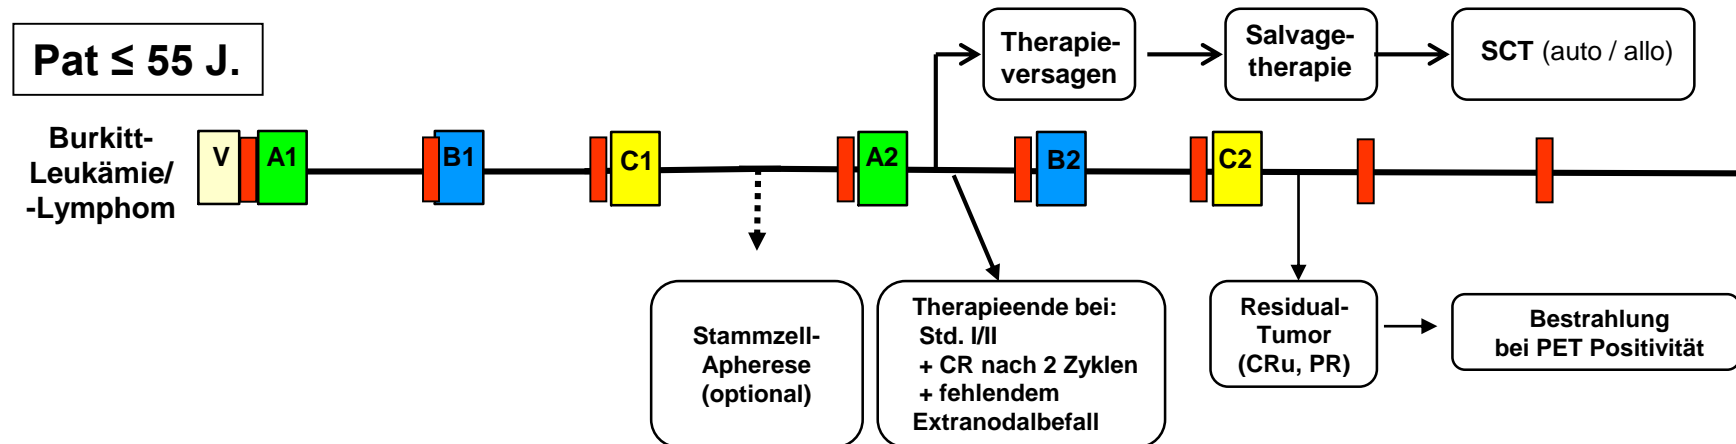 Pat ≤ 55 J.
Therapie-
versagen
Salvage-
therapie
SCT (auto / allo)
Burkitt-
Leukämie/
-Lymphom
V
A1
B1
C1
A2
B2
C2
Stammzell-
Apherese
(optional)
Therapieende bei:
Std. I/II
+ CR nach 2 Zyklen
+ fehlendem
Extranodalbefall
Residual-
Tumor
(CRu, PR)
Bestrahlung
bei PET Positivität